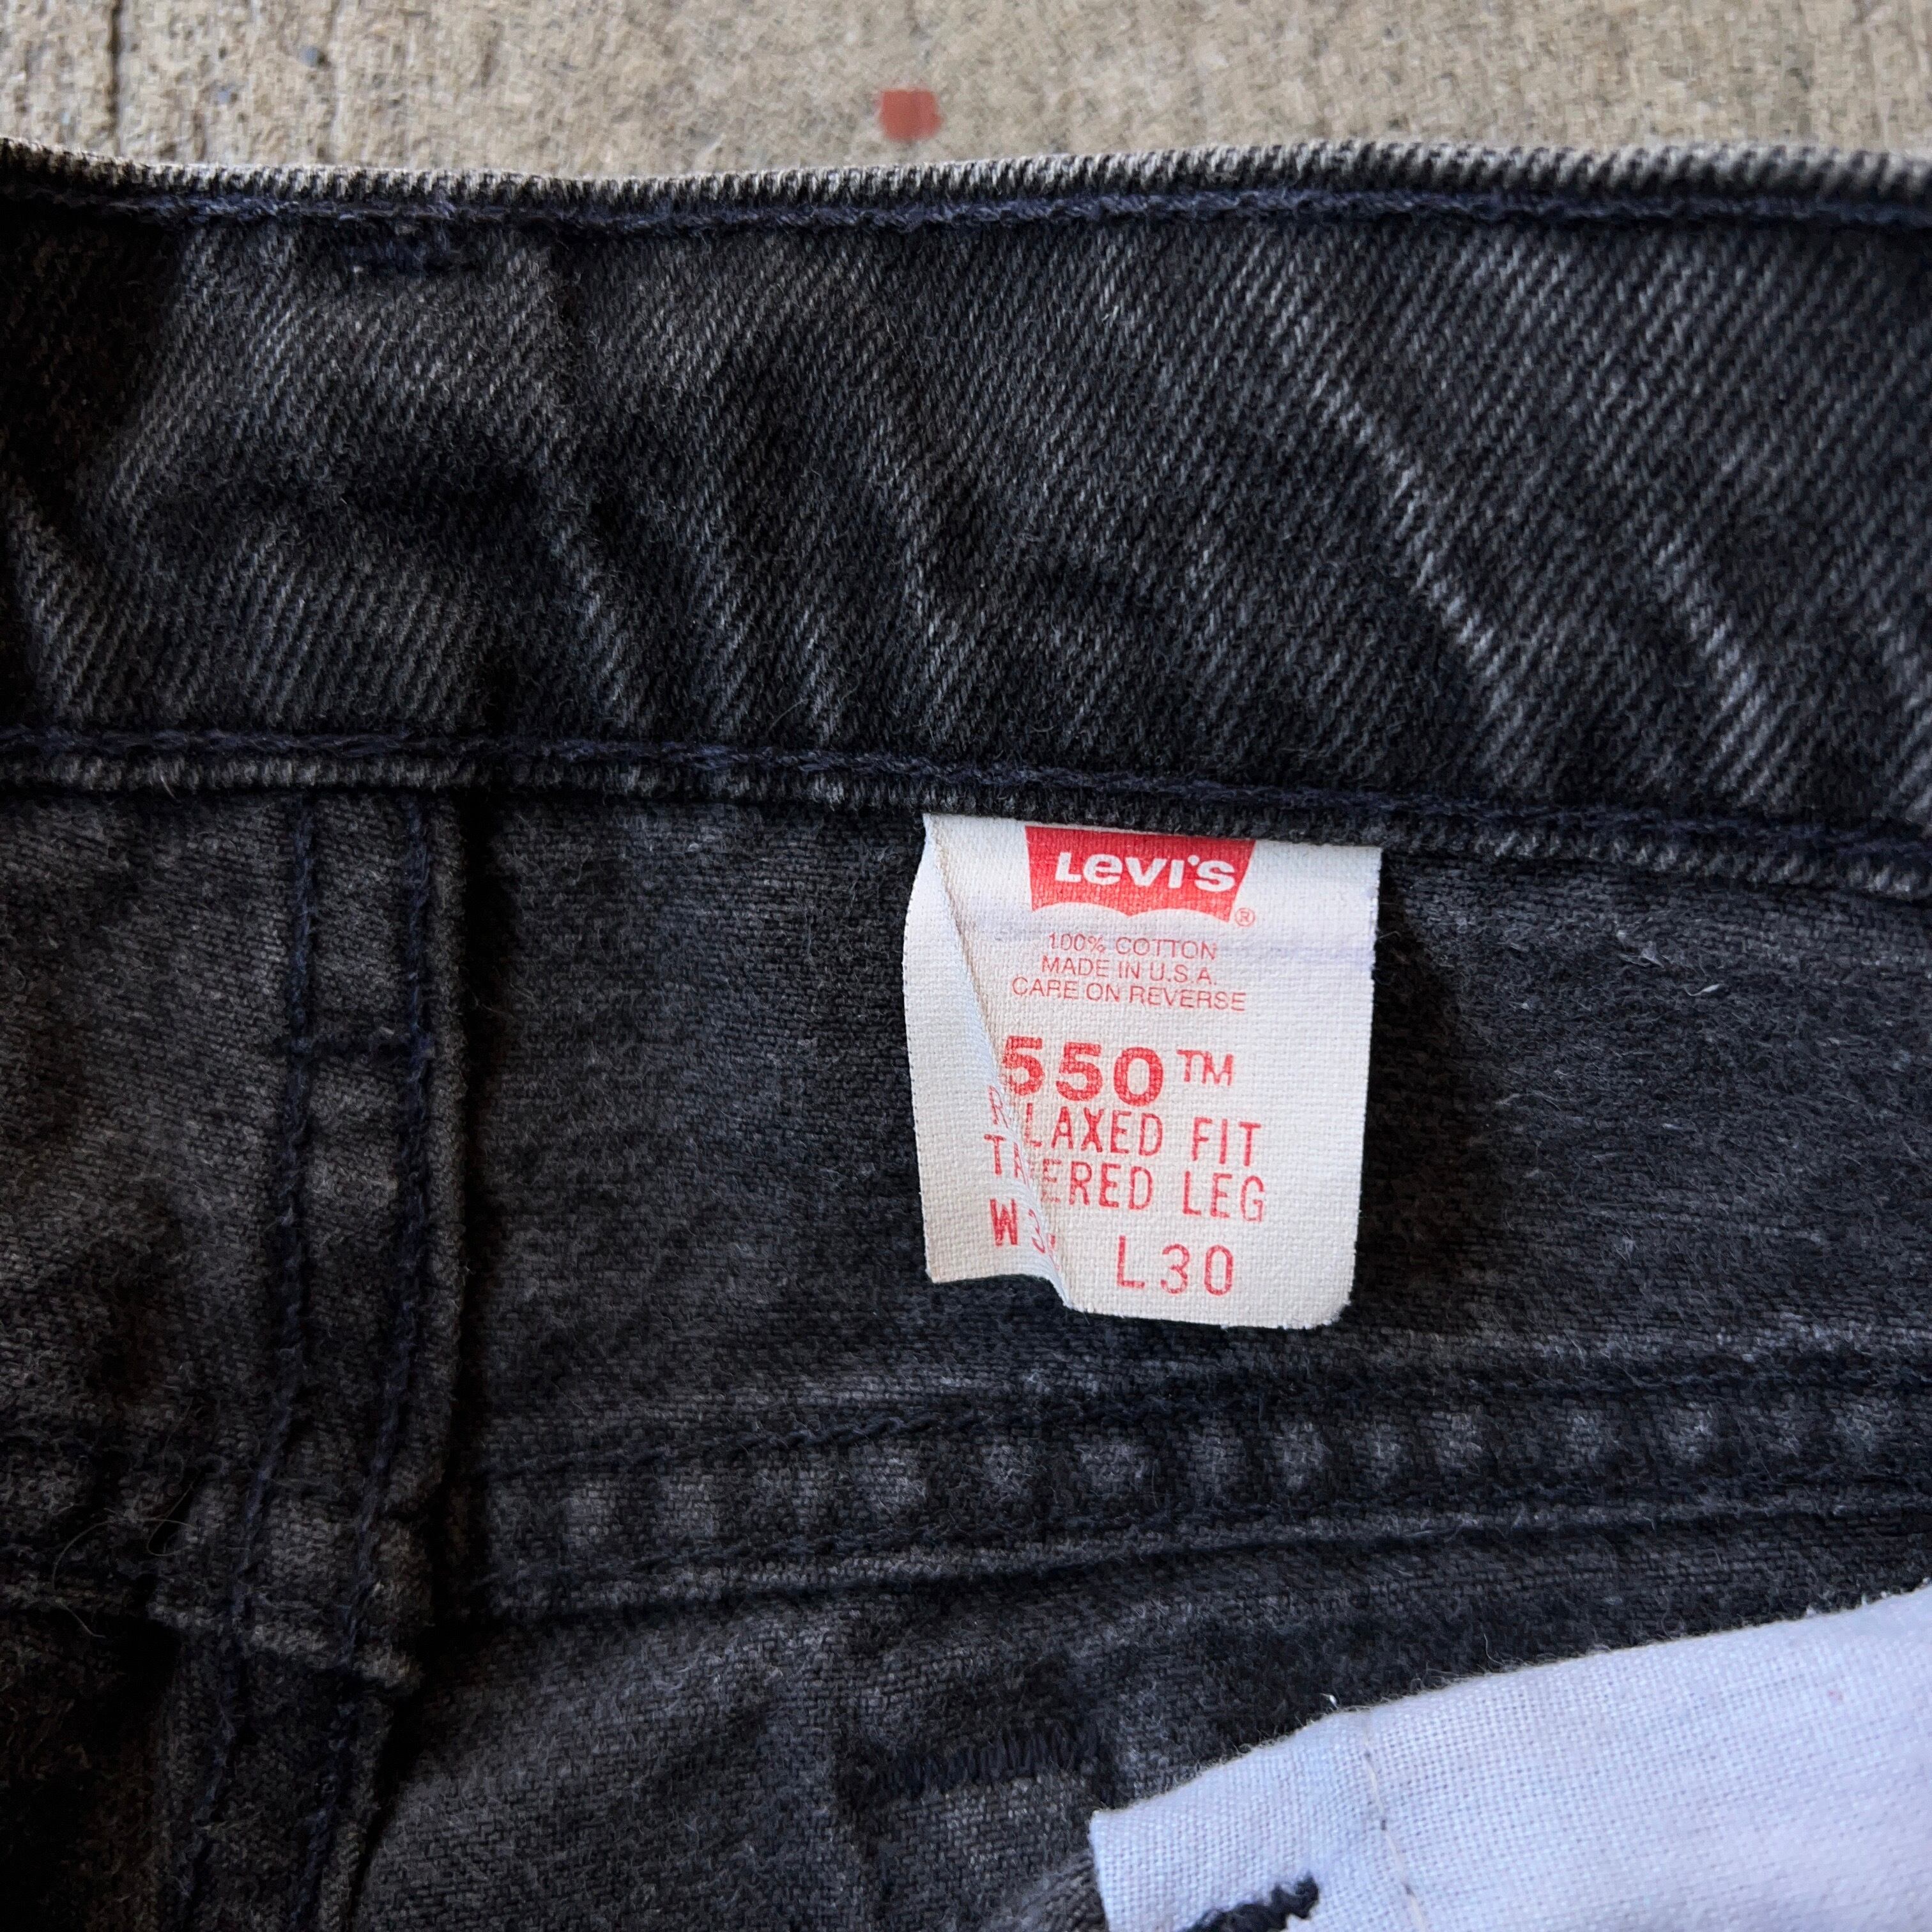 Levi's®
100% COTTON
MADE IN U.S.A.
CARE ON REVERSE
550™
RELAXED FIT
TAPERED LEG
L30